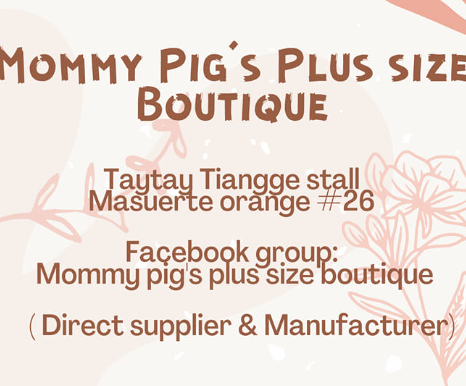 Mommy Pig's Plus size
Boutique
Taytay Tiangge stall
Masuerte orange #26
Facebook group:
Mommy pig's plus size boutique
( Direct supplier & Manufacturer)